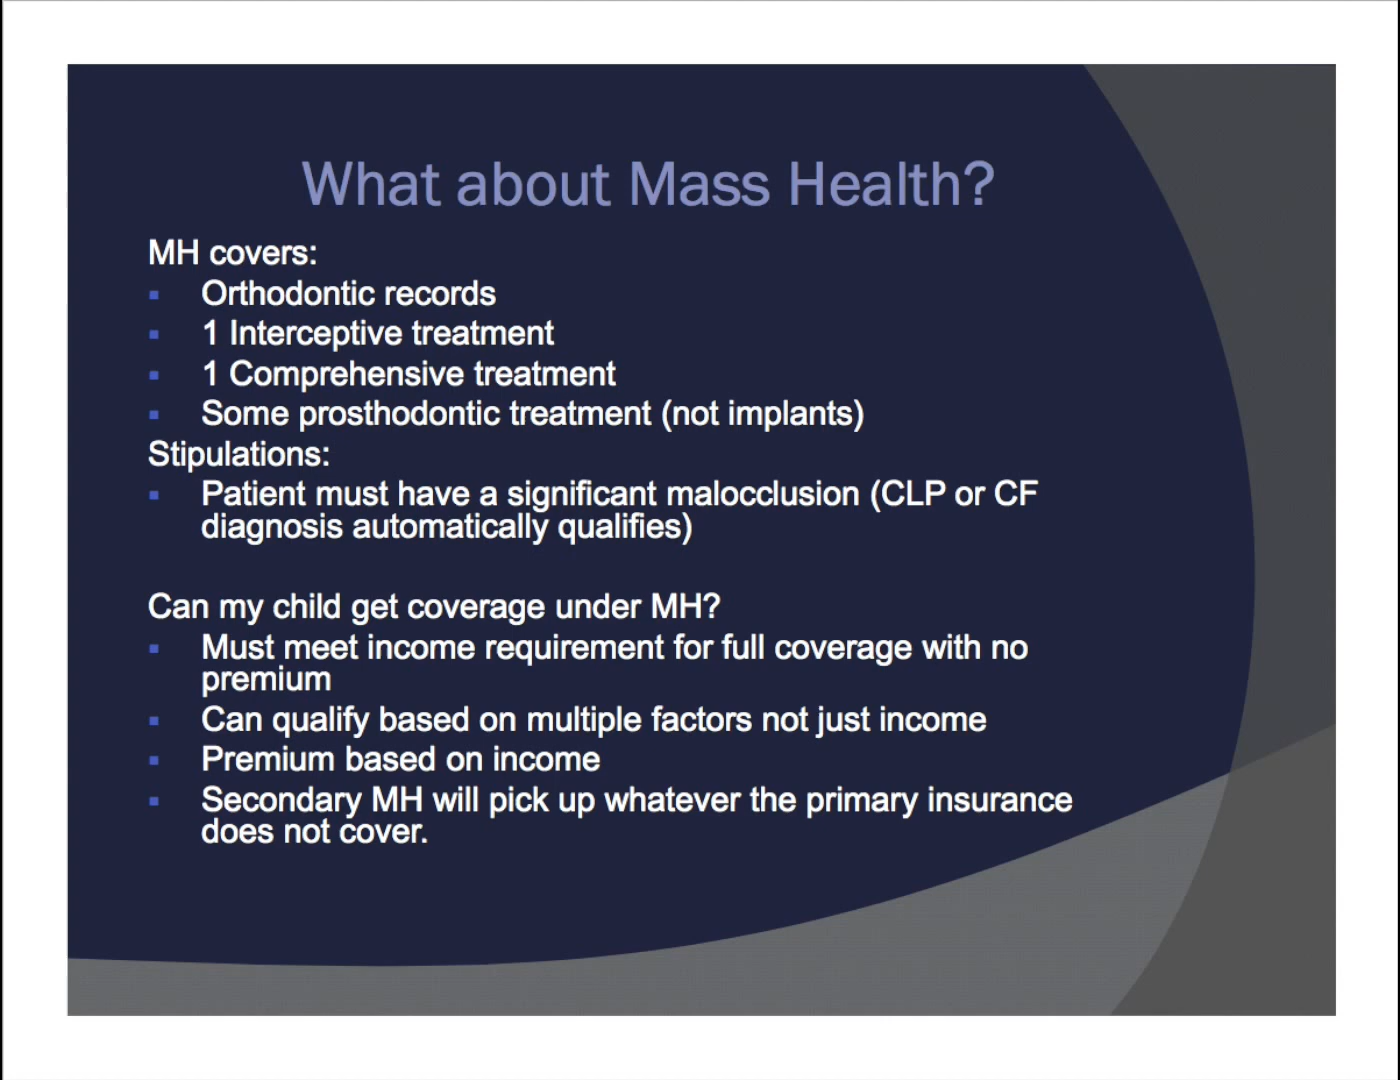 What about Mass Health?
MH covers:
▪ Orthodontic records
▪ 1 Interceptive treatment
▪ 1 Comprehensive treatment
▪ Some prosthodontic treatment (not implants)
Stipulations:
▪ Patient must have a significant malocclusion (CLP or CF
diagnosis automatically qualifies)
Can my child get coverage under MH?
▪ Must meet income requirement for full coverage with no
premium
▪ Can qualify based on multiple factors not just income
▪ Premium based on income
▪ Secondary MH will pick up whatever the primary insurance
does not cover.